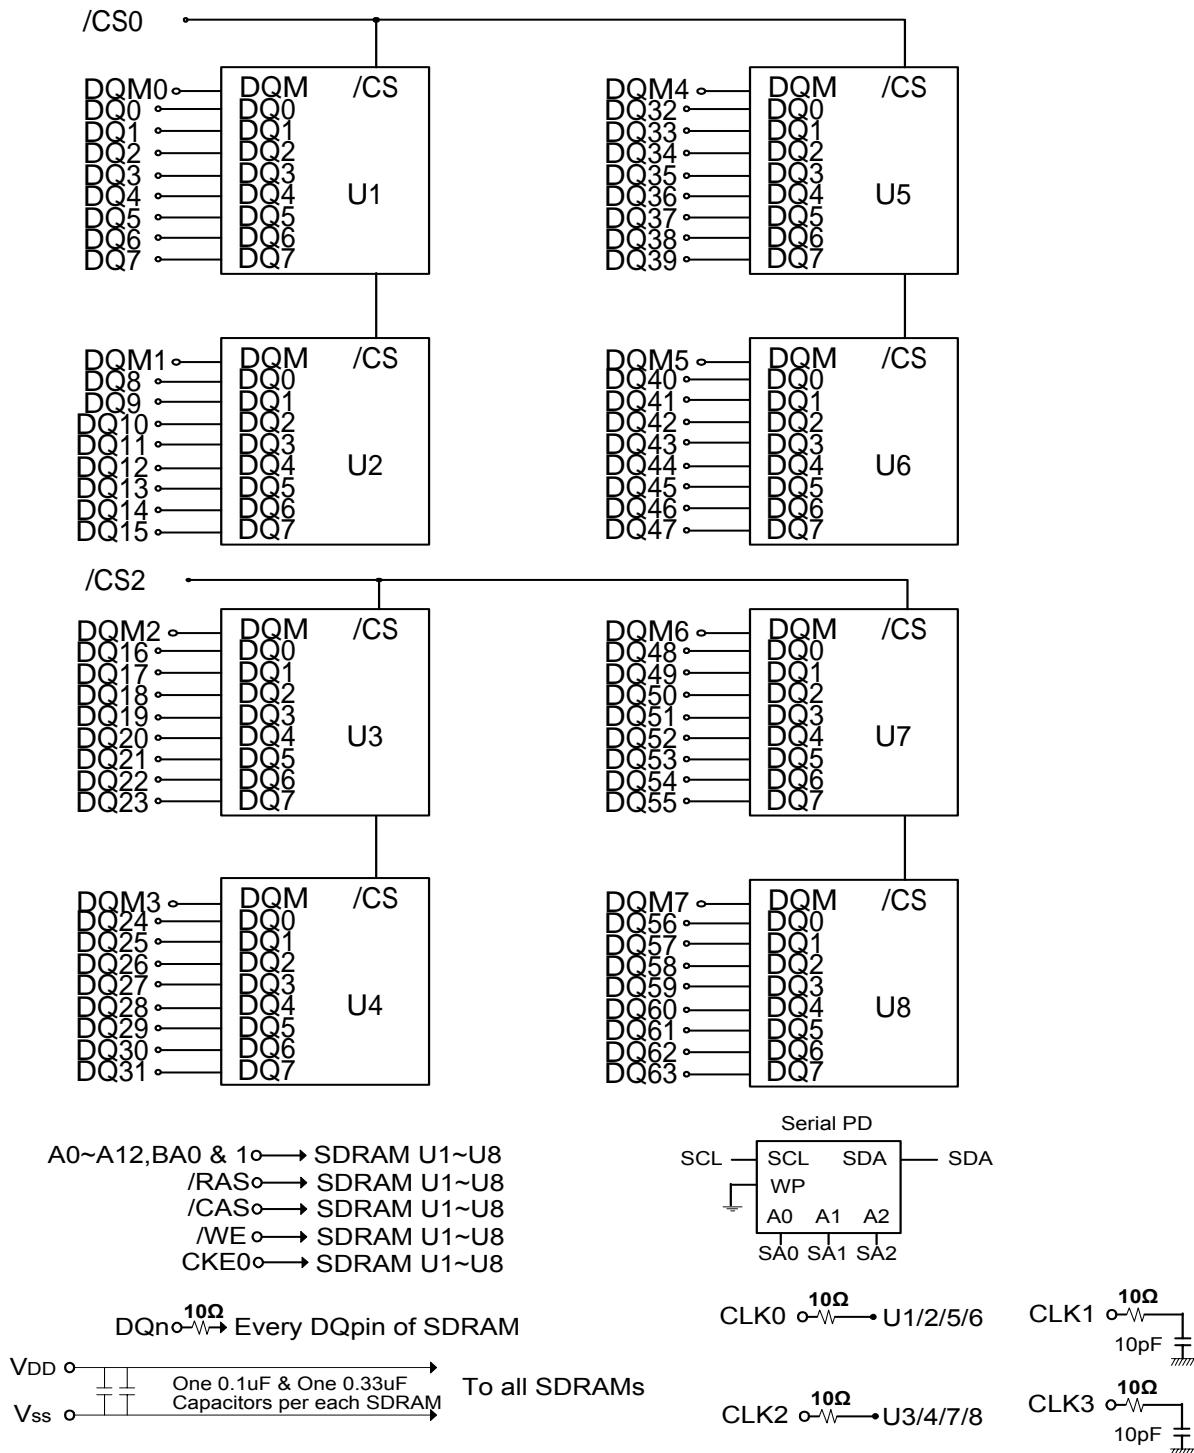 /CS0
DQM0 DQM /CS
DQ0 DQ0
DQ1 DQ1
DQ2 DQ2
DQ3 DQ3
DQ4 DQ4
U1
DQ5 DQ5
DQ6 DQ6
DQ7 DQ7
DQM4 DQM /CS
DQ32 DQ0
DQ33 DQ1
DQ34 DQ2
DQ35 DQ3
DQ36 DQ4
U5
DQ37 DQ5
DQ38 DQ6
DQ39 DQ7
DQM1 DQM /CS
DQ8 DQ0
DQ9 DQ1
DQ10 DQ2
DQ11 DQ3
DQ12 DQ4
U2
DQ13 DQ5
DQ14 DQ6
DQ15 DQ7
DQM5 DQM /CS
DQ40 DQ0
DQ41 DQ1
DQ42 DQ2
DQ43 DQ3
DQ44 DQ4
U6
DQ45 DQ5
DQ46 DQ6
DQ47 DQ7
/CS2
DQM2 DQM /CS
DQ16 DQ0
DQ17 DQ1
DQ18 DQ2
DQ19 DQ3
DQ20 DQ4
U3
DQ21 DQ5
DQ22 DQ6
DQ23 DQ7
DQM6 DQM /CS
DQ48 DQ0
DQ49 DQ1
DQ50 DQ2
DQ51 DQ3
DQ52 DQ4
U7
DQ53 DQ5
DQ54 DQ6
DQ55 DQ7
DQM3 DQM /CS
DQ24 DQ0
DQ25 DQ1
DQ26 DQ2
DQ27 DQ3
DQ28 DQ4
U4
DQ29 DQ5
DQ30 DQ6
DQ31 DQ7
DQM7 DQM /CS
DQ56 DQ0
DQ57 DQ1
DQ58 DQ2
DQ59 DQ3
DQ60 DQ4
U8
DQ61 DQ5
DQ62 DQ6
DQ63 DQ7
A0~A12,BA0 & 1 SDRAM U1~U8
/RAS SDRAM U1~U8
/CAS SDRAM U1~U8
/WE SDRAM U1~U8
CKE0 SDRAM U1~U8
Serial PD
SCL SCL SDA SDA
WP
A0 A1 A2
SA0 SA1 SA2
10Ω
DQn Every DQpin of SDRAM
VDD
One 0.1uF & One 0.33uF
Capacitors per each SDRAM
Vss
To all SDRAMs
10Ω
CLK0 U1/2/5/6
10Ω
CLK1
10pF
10Ω
CLK2 U3/4/7/8
10Ω
CLK3
10pF